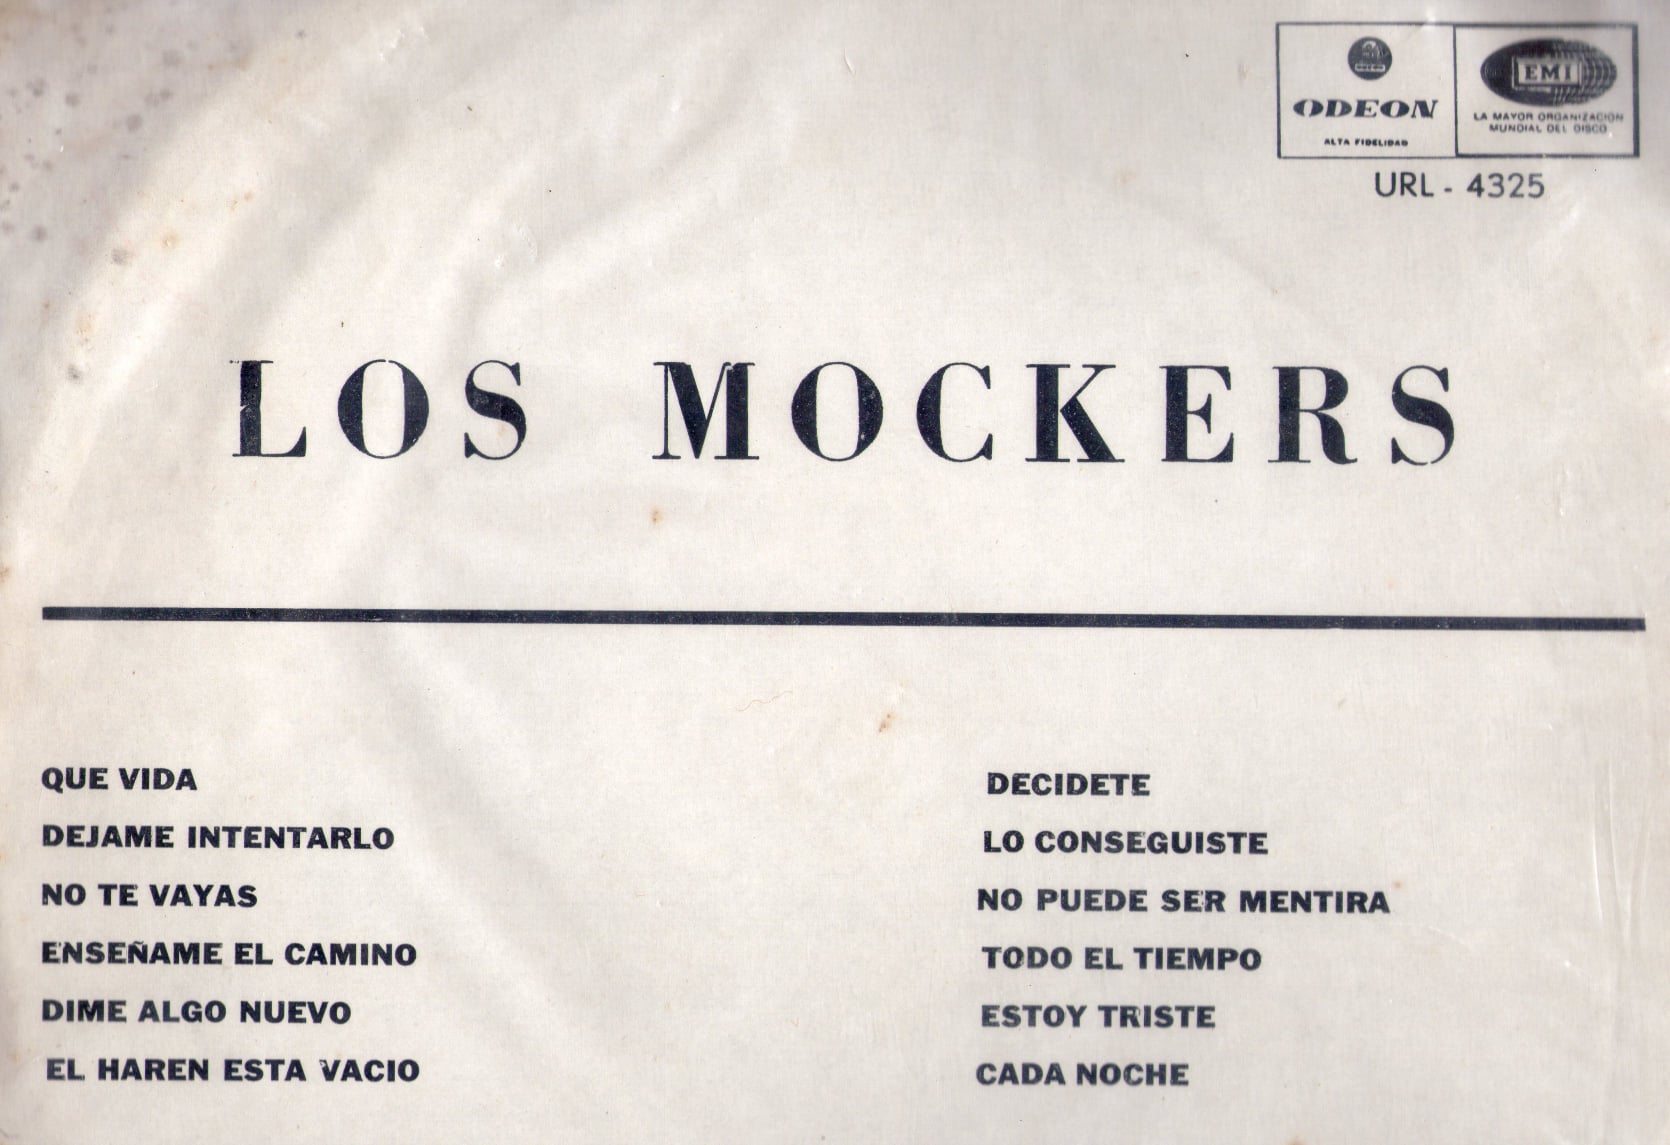 ODEON
ALTA FIDELIDAD
EMI
LA MAYOR ORGANIZACION
MUNDIAL DEL DISCO
URL - 4325
LOS MOCKERS
QUE VIDA
DEJAME INTENTARLO
NO TE VAYAS
ENSEÑAME EL CAMINO
DIME ALGO NUEVO
EL HAREN ESTA VACIO
DECIDETE
LO CONSEGUISTE
NO PUEDE SER MENTIRA
TODO EL TIEMPO
ESTOY TRISTE
CADA NOCHE